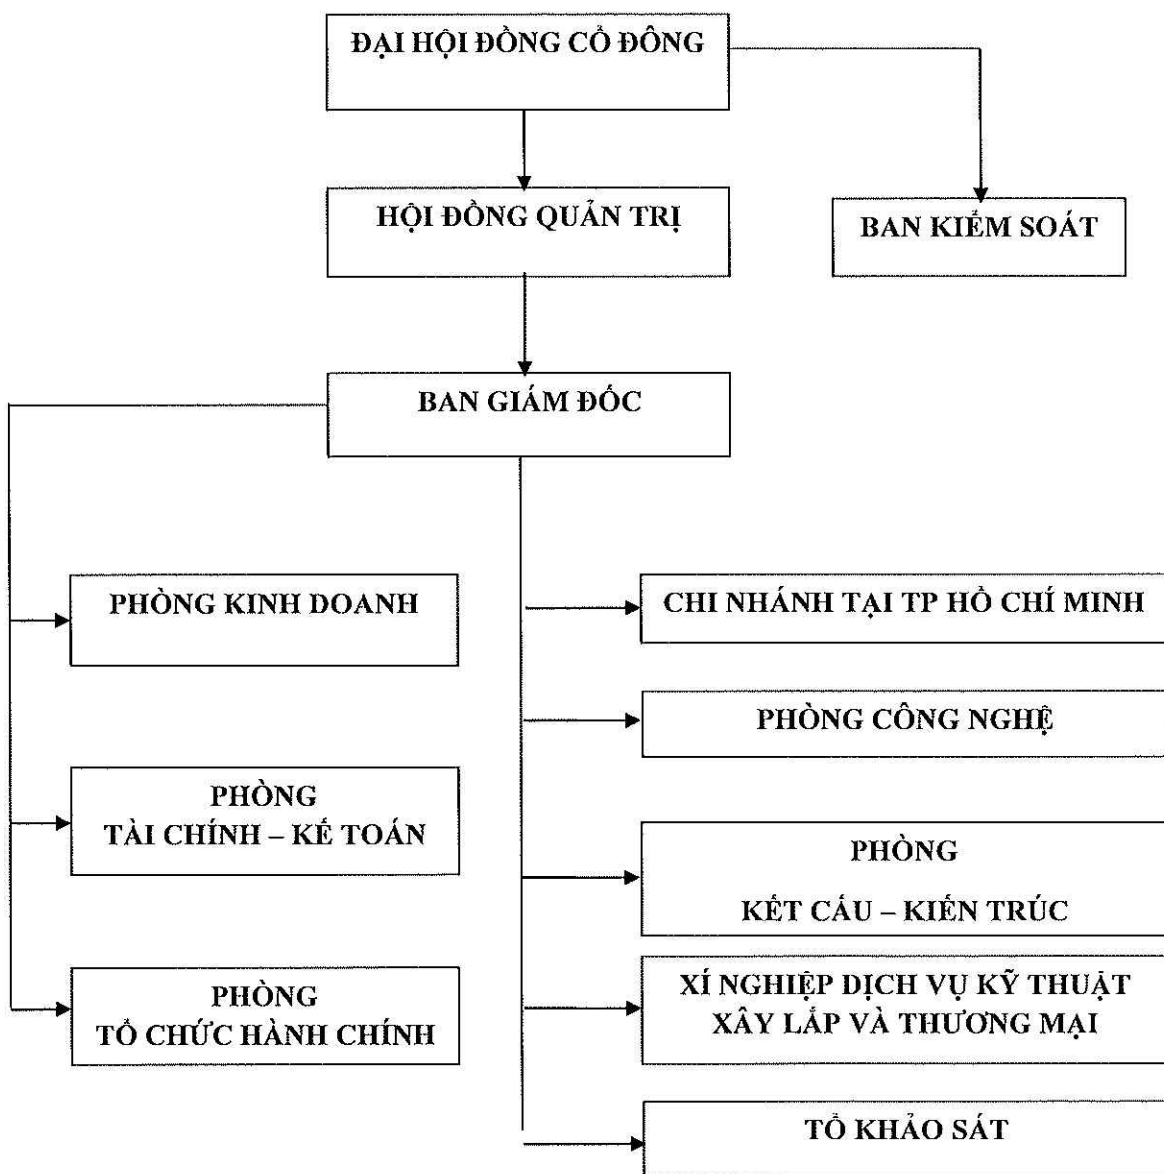 ĐẠI HỘI ĐỒNG CỔ ĐÔNG
HỘI ĐỒNG QUẢN TRỊ
BAN KIỂM SOÁT
BAN GIÁM ĐỐC
PHÒNG KINH DOANH
PHÒNG
TÀI CHÍNH – KẾ TOÁN
PHÒNG
TỔ CHỨC HÀNH CHÍNH
CHI NHÁNH TẠI TP HỒ CHÍ MINH
PHÒNG CÔNG NGHỆ
PHÒNG
KẾT CẤU – KIẾN TRÚC
XÍ NGHIỆP DỊCH VỤ KỸ THUẬT
XÂY LẮP VÀ THƯƠNG MẠI
TỔ KHẢO SÁT